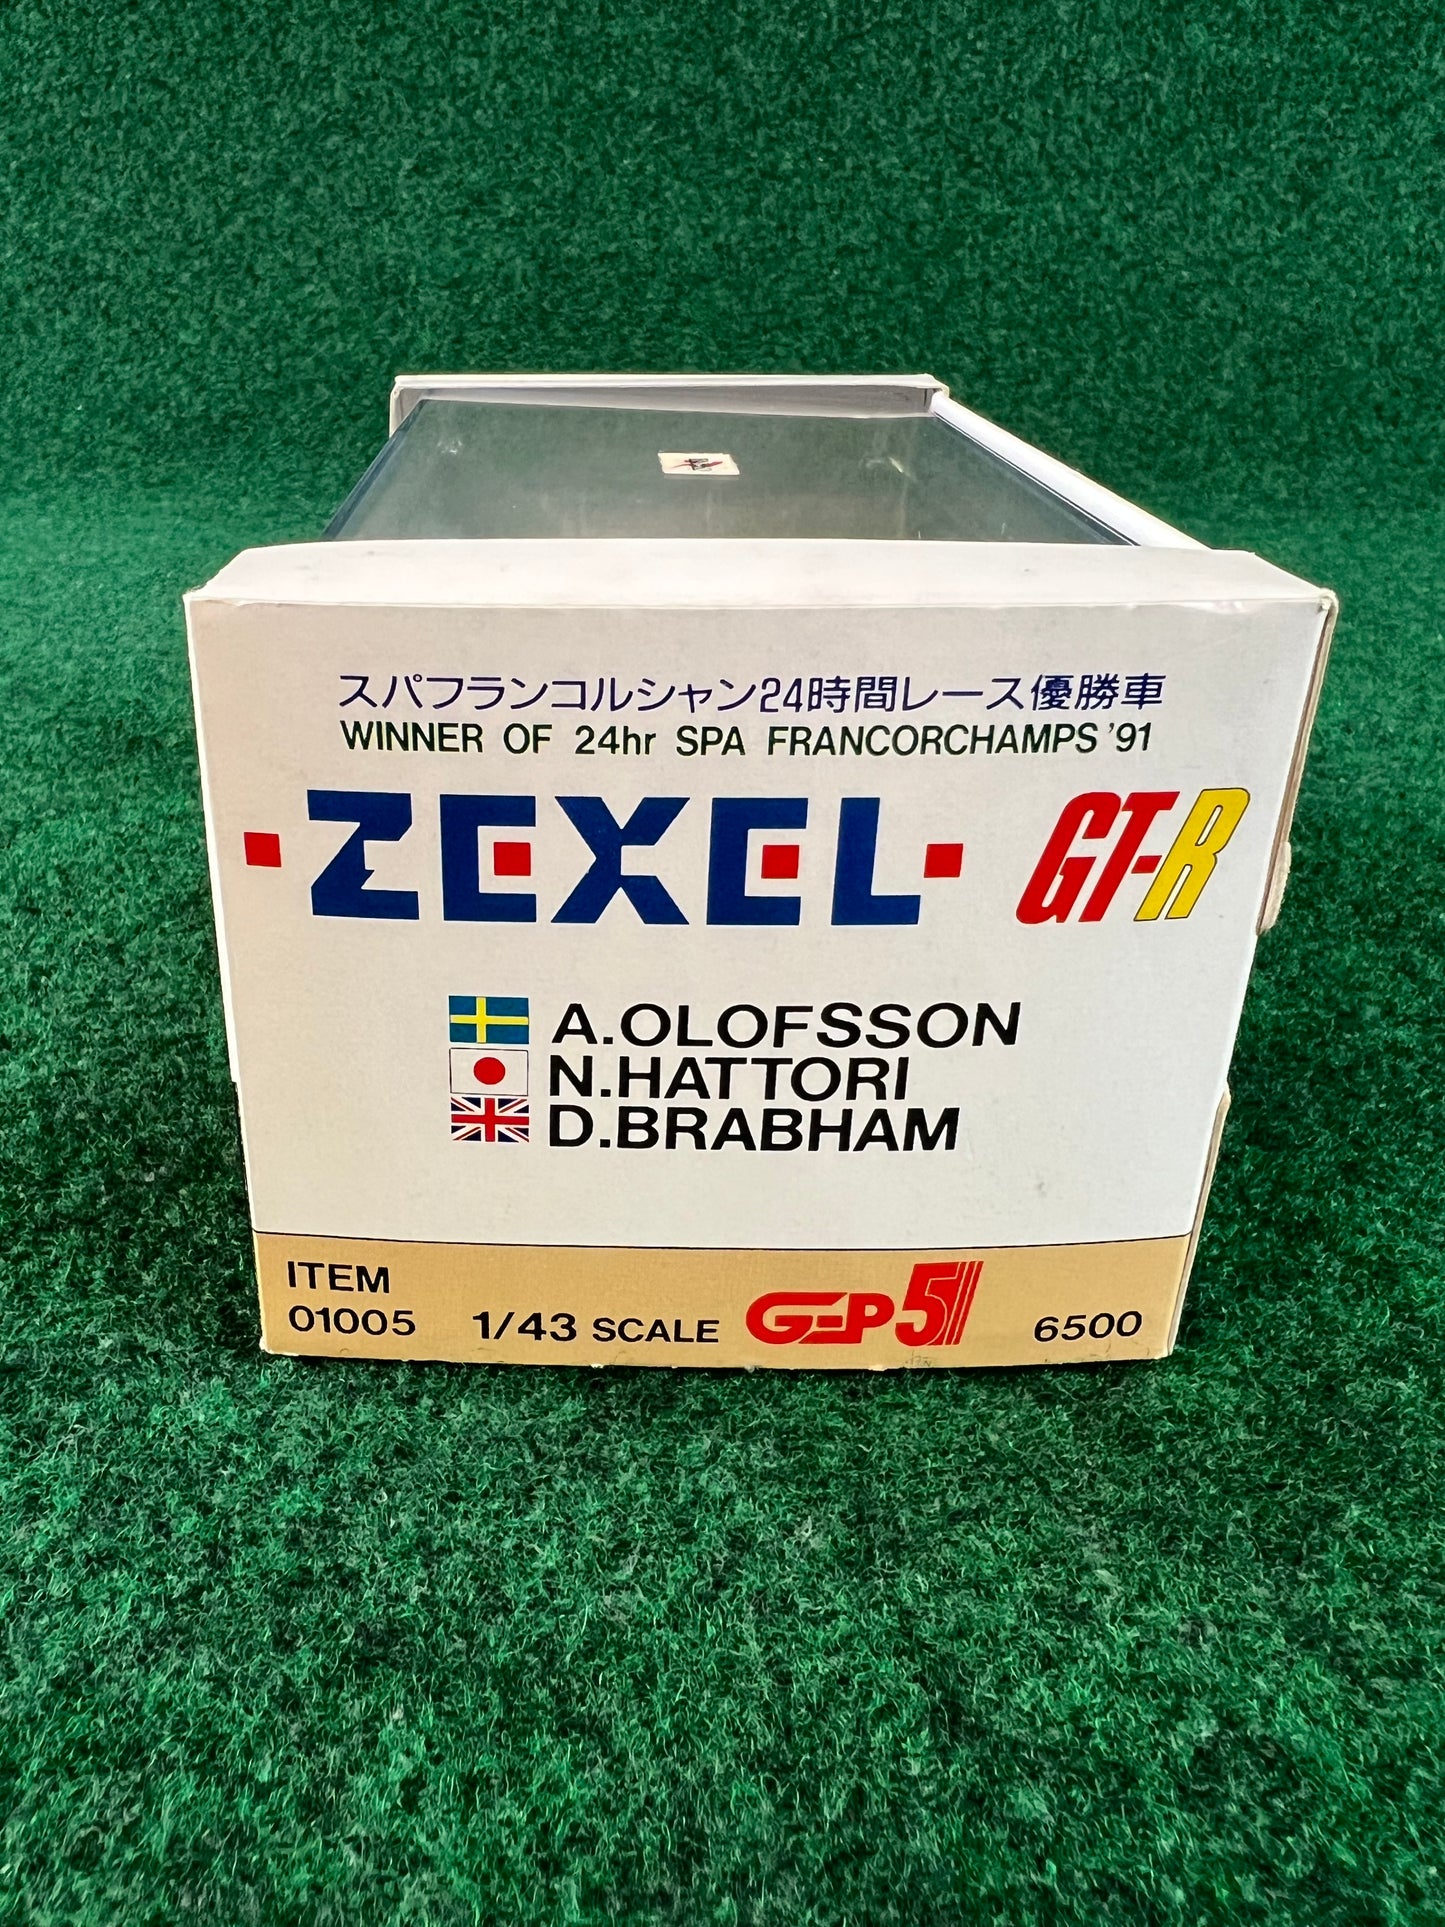 スパフランコルシャン24時間レース優勝車
WINNER OF 24hr SPA FRANCORCHAMPS '91
ZEXEL GT-R
A.OLOFSSON
N.HATTORI
D.BRABHAM
ITEM
01005 1/43 SCALE G-P5 6500